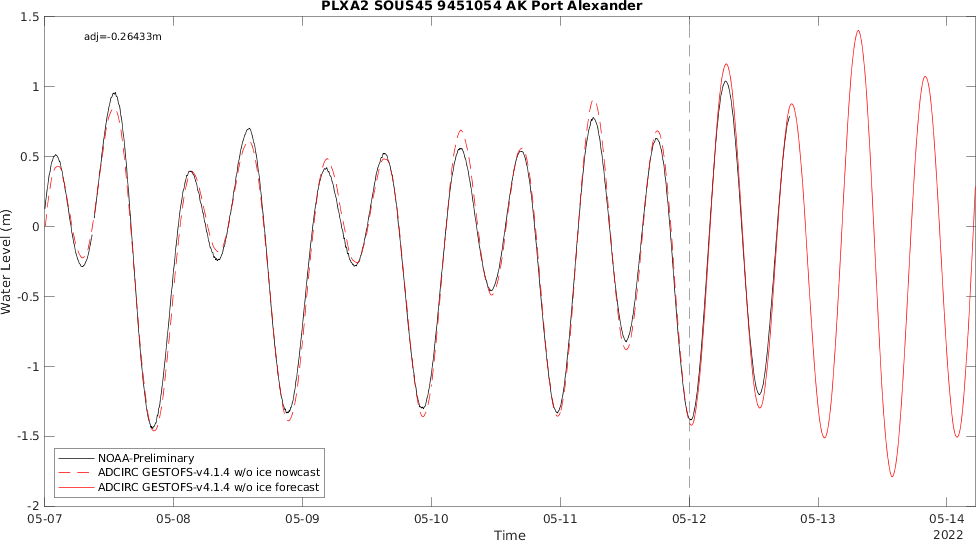 PLXA2 SOUS45 9451054 AK Port Alexander
adj=-0.26433m
1.5
1
0.5
0
-0.5
-1
-1.5
-2
Water Level (m)
NOAA-Preliminary
ADCIRC GESTOFS-v4.1.4 w/o ice nowcast
ADCIRC GESTOFS-v4.1.4 w/o ice forecast
05-07 05-08 05-09 05-10 05-11 05-12 05-13 05-14
Time
2022